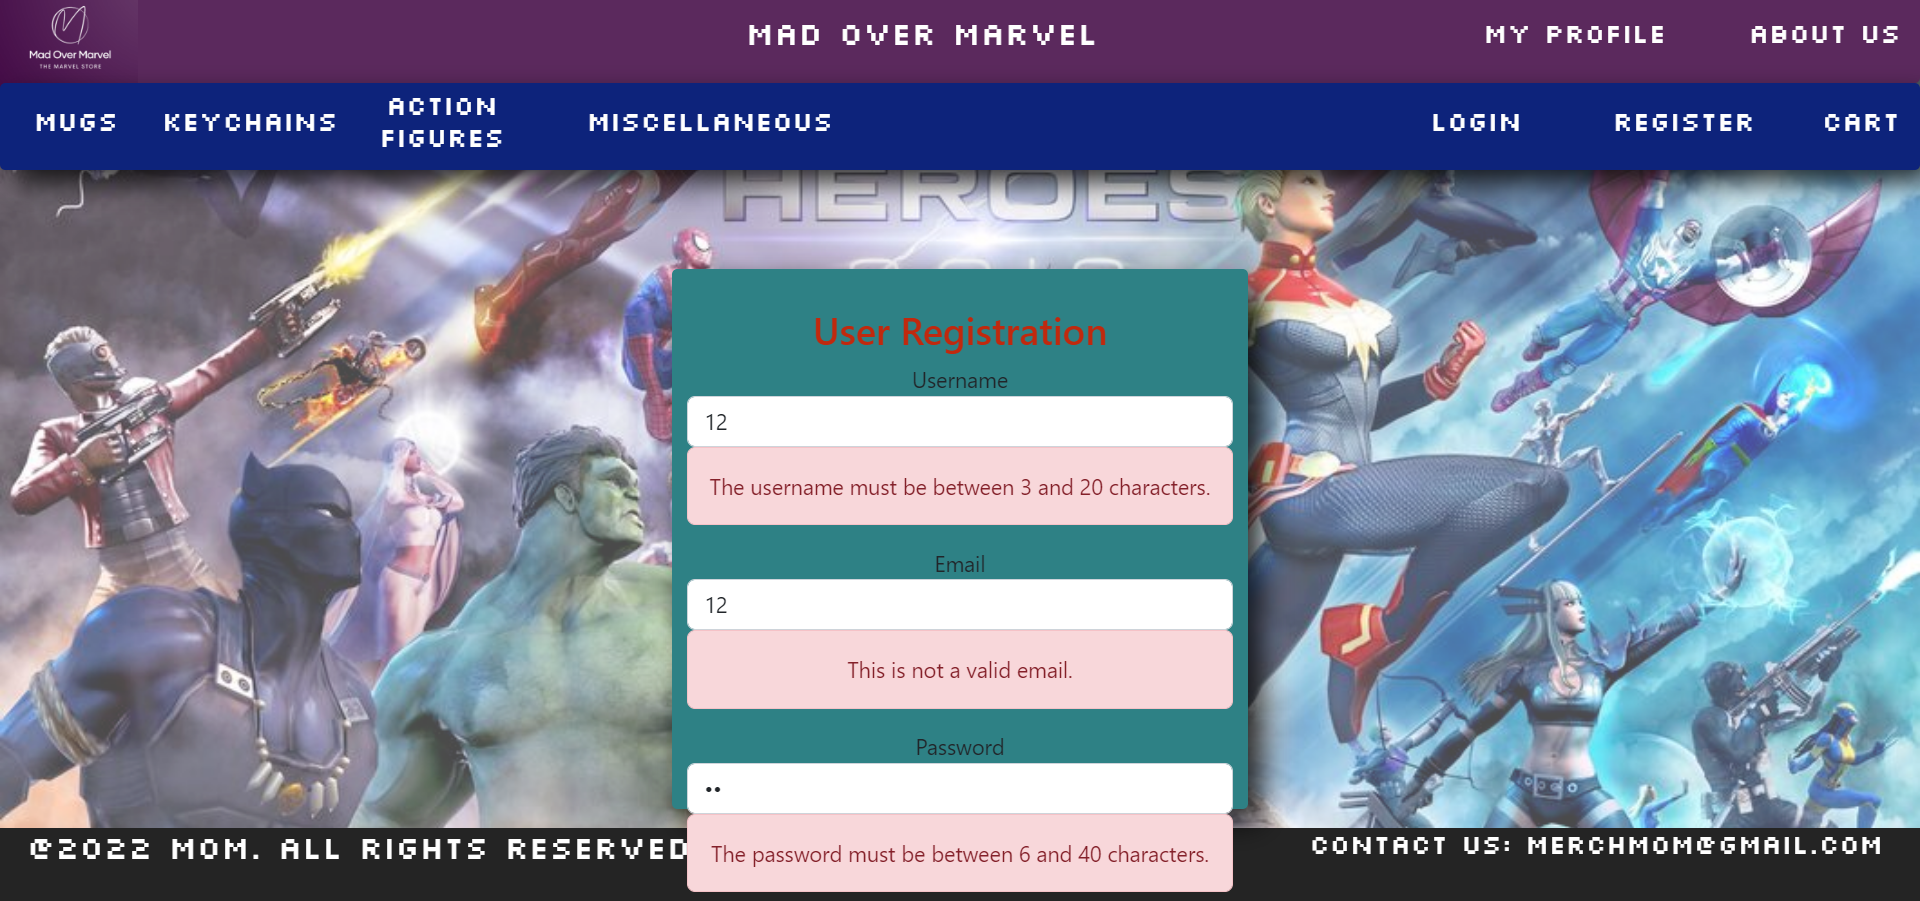 Mad Over Marvel
THE MARVEL STORE
MAD OVER MARVEL
MY PROFILE
ABOUT US
MUGS
KEYCHAINS
ACTION
FIGURES
MISCELLANEOUS
LOGIN
REGISTER
CART
HEROES
User Registration
Username
12
The username must be between 3 and 20 characters.
Email
12
This is not a valid email.
Password
••
The password must be between 6 and 40 characters.
@2022 MOM. ALL RIGHTS RESERVED
CONTACT US: MERCHMOM@GMAIL.COM